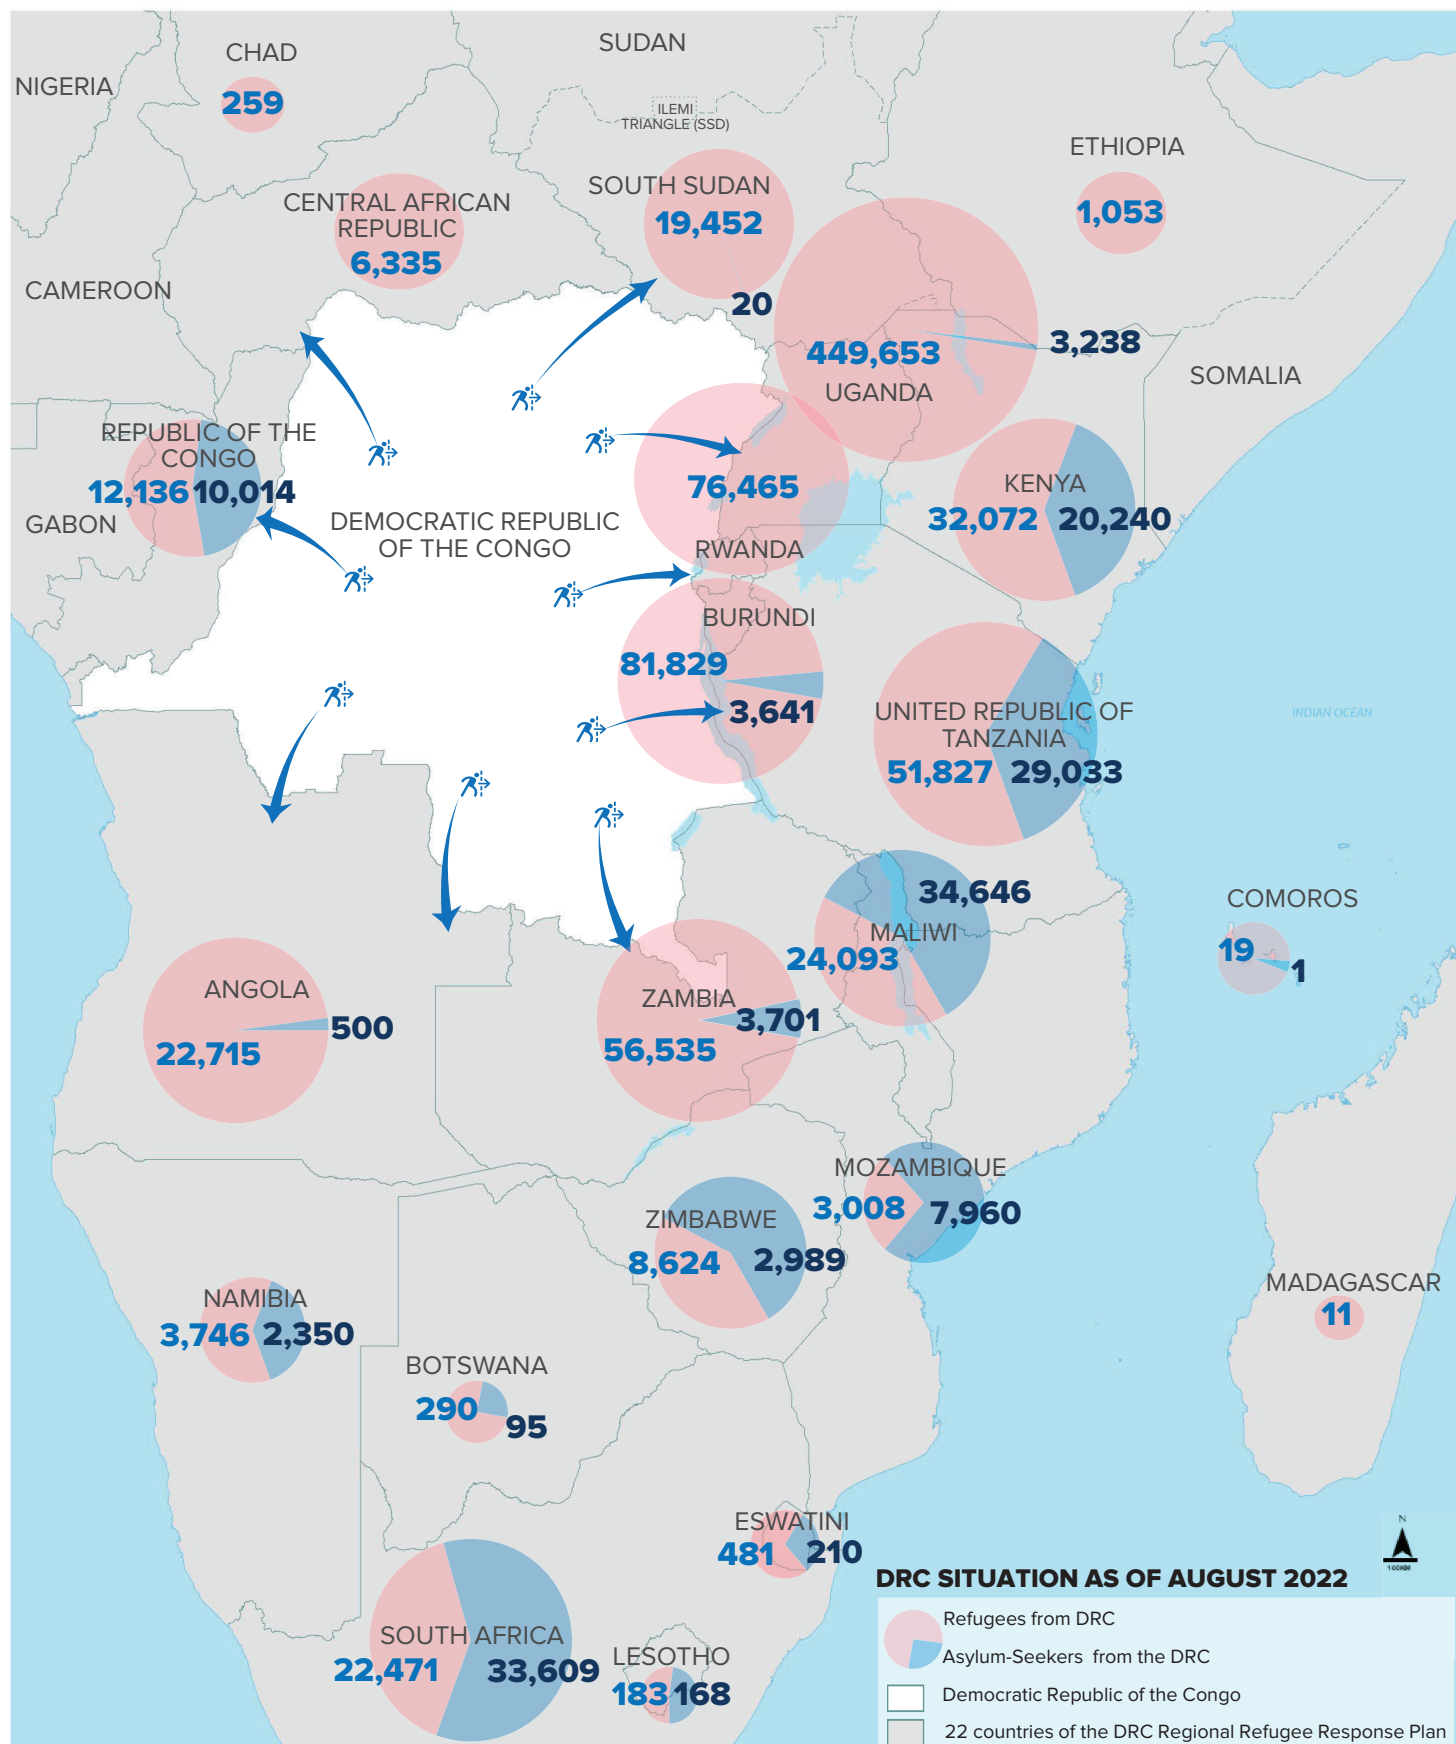 CHAD
259
SUDAN
NIGERIA
ILEMI
TRIANGLE (SSD)
ETHIOPIA
1,053
SOUTH SUDAN
19,452
20
CENTRAL AFRICAN
REPUBLIC
6,335
CAMEROON
449,653
3,238
UGANDA
SOMALIA
REPUBLIC OF THE
CONGO
12,136 10,014
GABON
DEMOCRATIC REPUBLIC
OF THE CONGO
76,465
RWANDA
KENYA
32,072 20,240
BURUNDI
81,829
3,641
UNITED REPUBLIC OF
TANZANIA
51,827 29,033
INDIAN OCEAN
34,646
MALIWI
24,093
COMOROS
19
1
ANGOLA
22,715
500
ZAMBIA
3,701
56,535
MOZAMBIQUE
3,008 7,960
ZIMBABWE
8,624 2,989
MADAGASCAR
11
NAMIBIA
3,746 2,350
BOTSWANA
290
95
ESWATINI
481 210
SOUTH AFRICA
22,471 33,609
LESOTHO
183 168
N
DRC SITUATION AS OF AUGUST 2022
Refugees from DRC
Asylum-Seekers from the DRC
Democratic Republic of the Congo
22 countries of the DRC Regional Refugee Response Plan